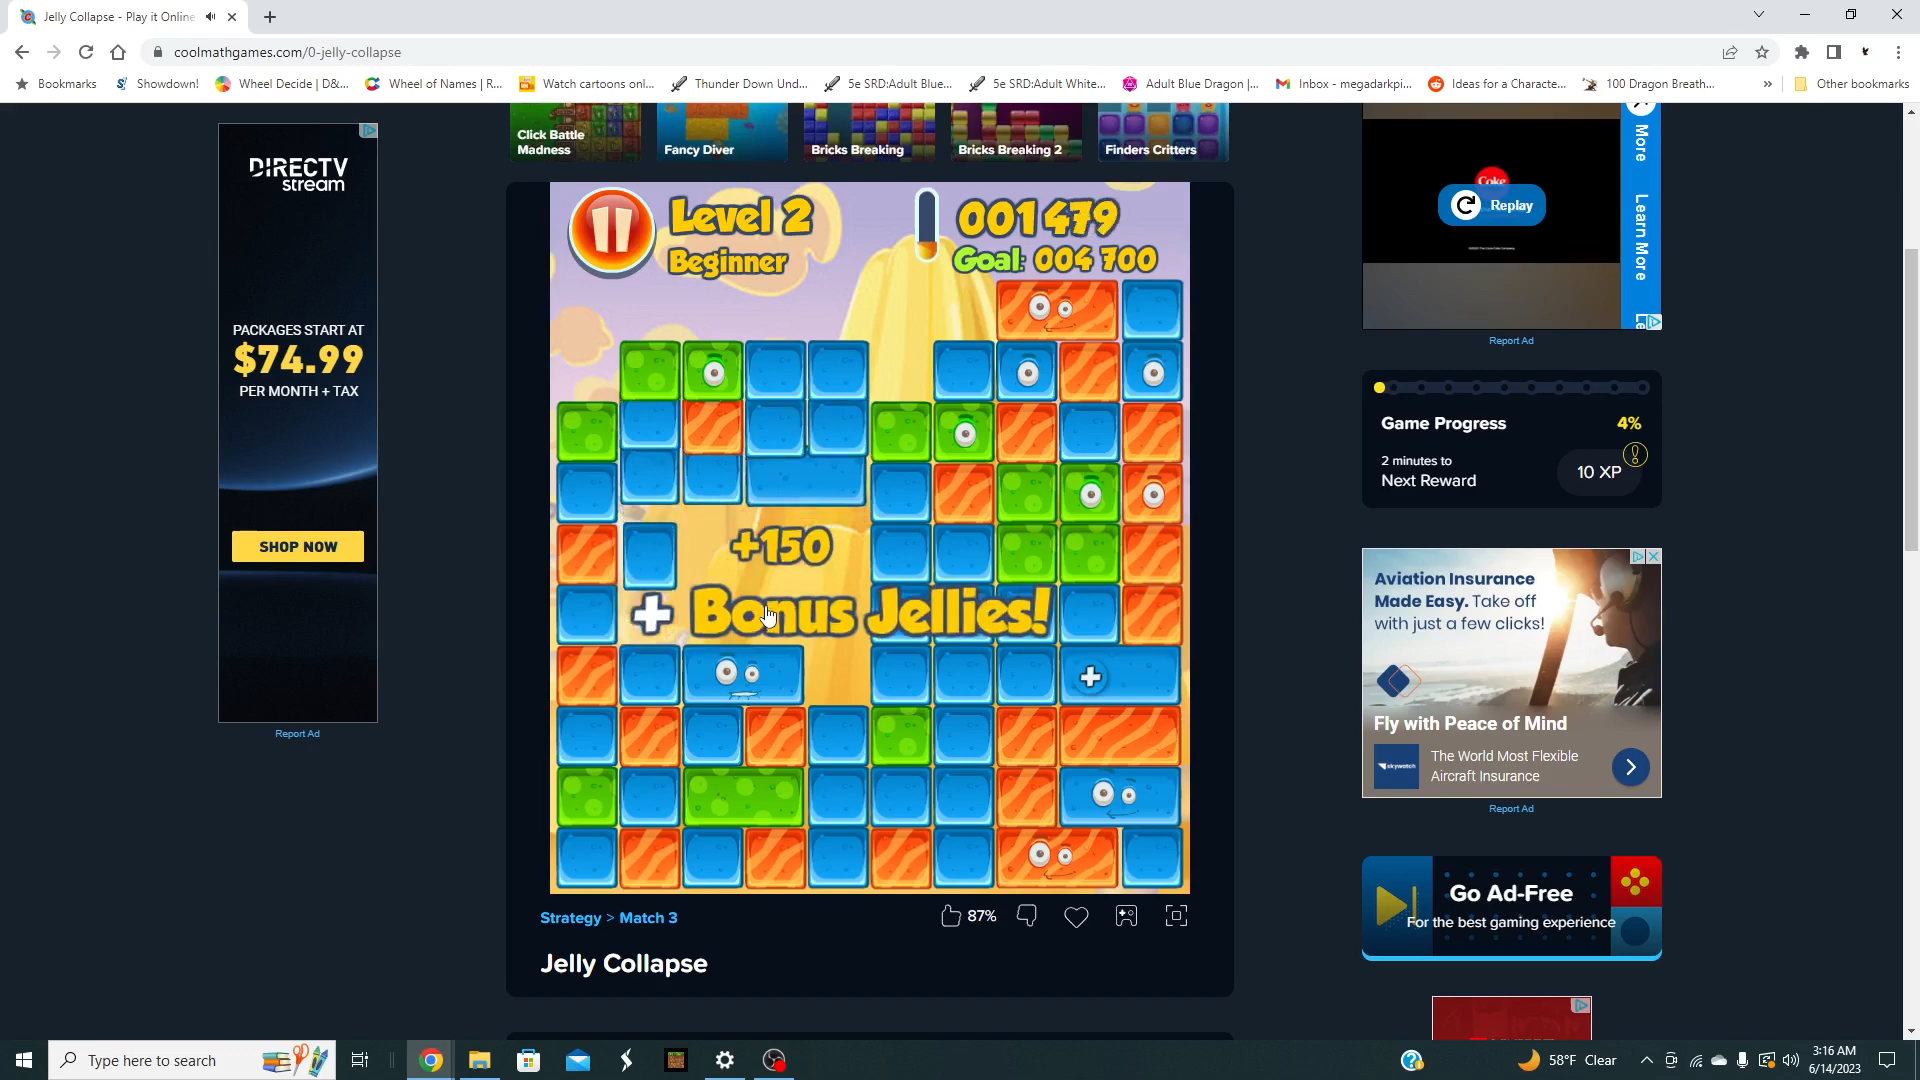 Jelly Collapse - Play it Online
coolmathgames.com/0-jelly-collapse
Bookmarks
Showdown!
Wheel Decide | D&...
Wheel of Names | R...
Watch cartoons onl...
Thunder Down Und...
5e SRD:Adult Blue...
5e SRD:Adult White...
Adult Blue Dragon |...
Inbox - megadarkpi...
Ideas for a Characte...
100 Dragon Breath...
»
Other bookmarks
Click Battle
Madness
Fancy Diver
Bricks Breaking
Bricks Breaking 2
Finders Critters
DIRECTV
stream
PACKAGES START AT
$74.99
PER MONTH + TAX
SHOP NOW
Report Ad
Level 2
Beginner
001 479
Goal: 004 700
+150
+ Bonus Jellies!
Strategy > Match 3
87%
Jelly Collapse
Coke
Replay
More
Learn More
Le
Report Ad
Game Progress
4%
2 minutes to
Next Reward
10 XP
Aviation Insurance
Made Easy. Take off
with just a few clicks!
Fly with Peace of Mind
skywatch
The World Most Flexible
Aircraft Insurance
Report Ad
Go Ad-Free
For the best gaming experience
Type here to search
58°F Clear
3:16 AM
6/14/2023